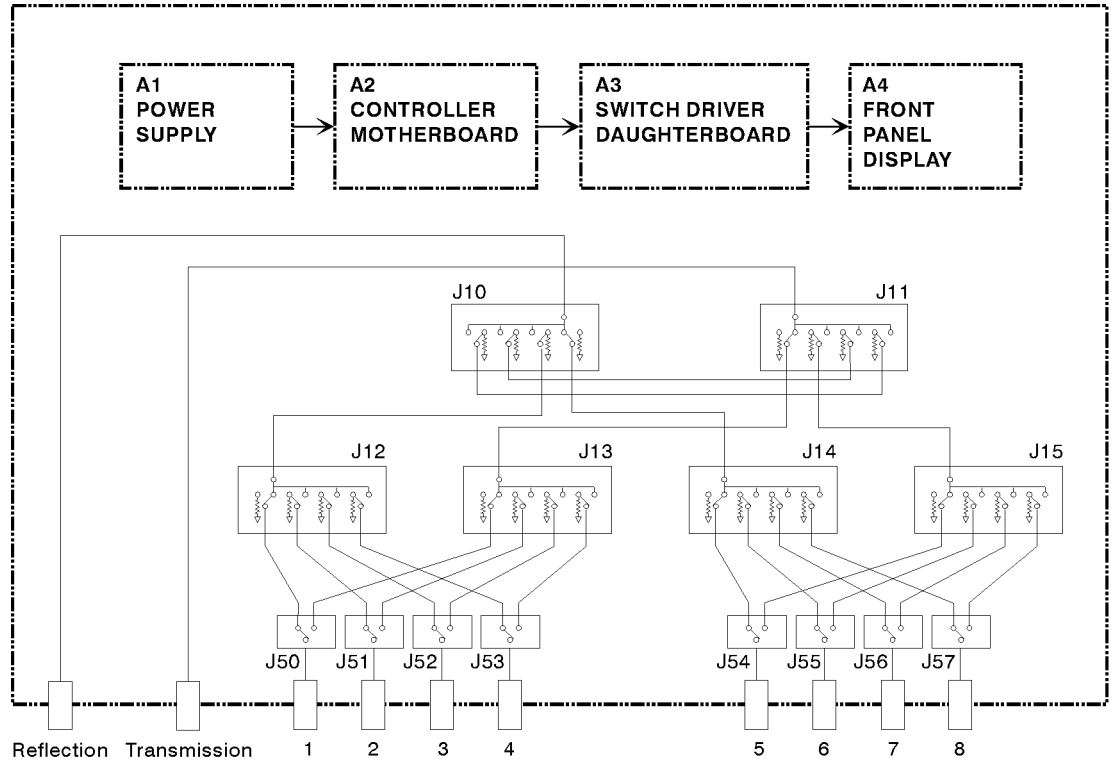 A1
POWER
SUPPLY
A2
CONTROLLER
MOTHERBOARD
A3
SWITCH DRIVER
DAUGHTERBOARD
A4
FRONT
PANEL
DISPLAY
J10
J11
J12
J13
J14
J15
J50
J51
J52
J53
J54
J55
J56
J57
Reflection
Transmission
1
2
3
4
5
6
7
8